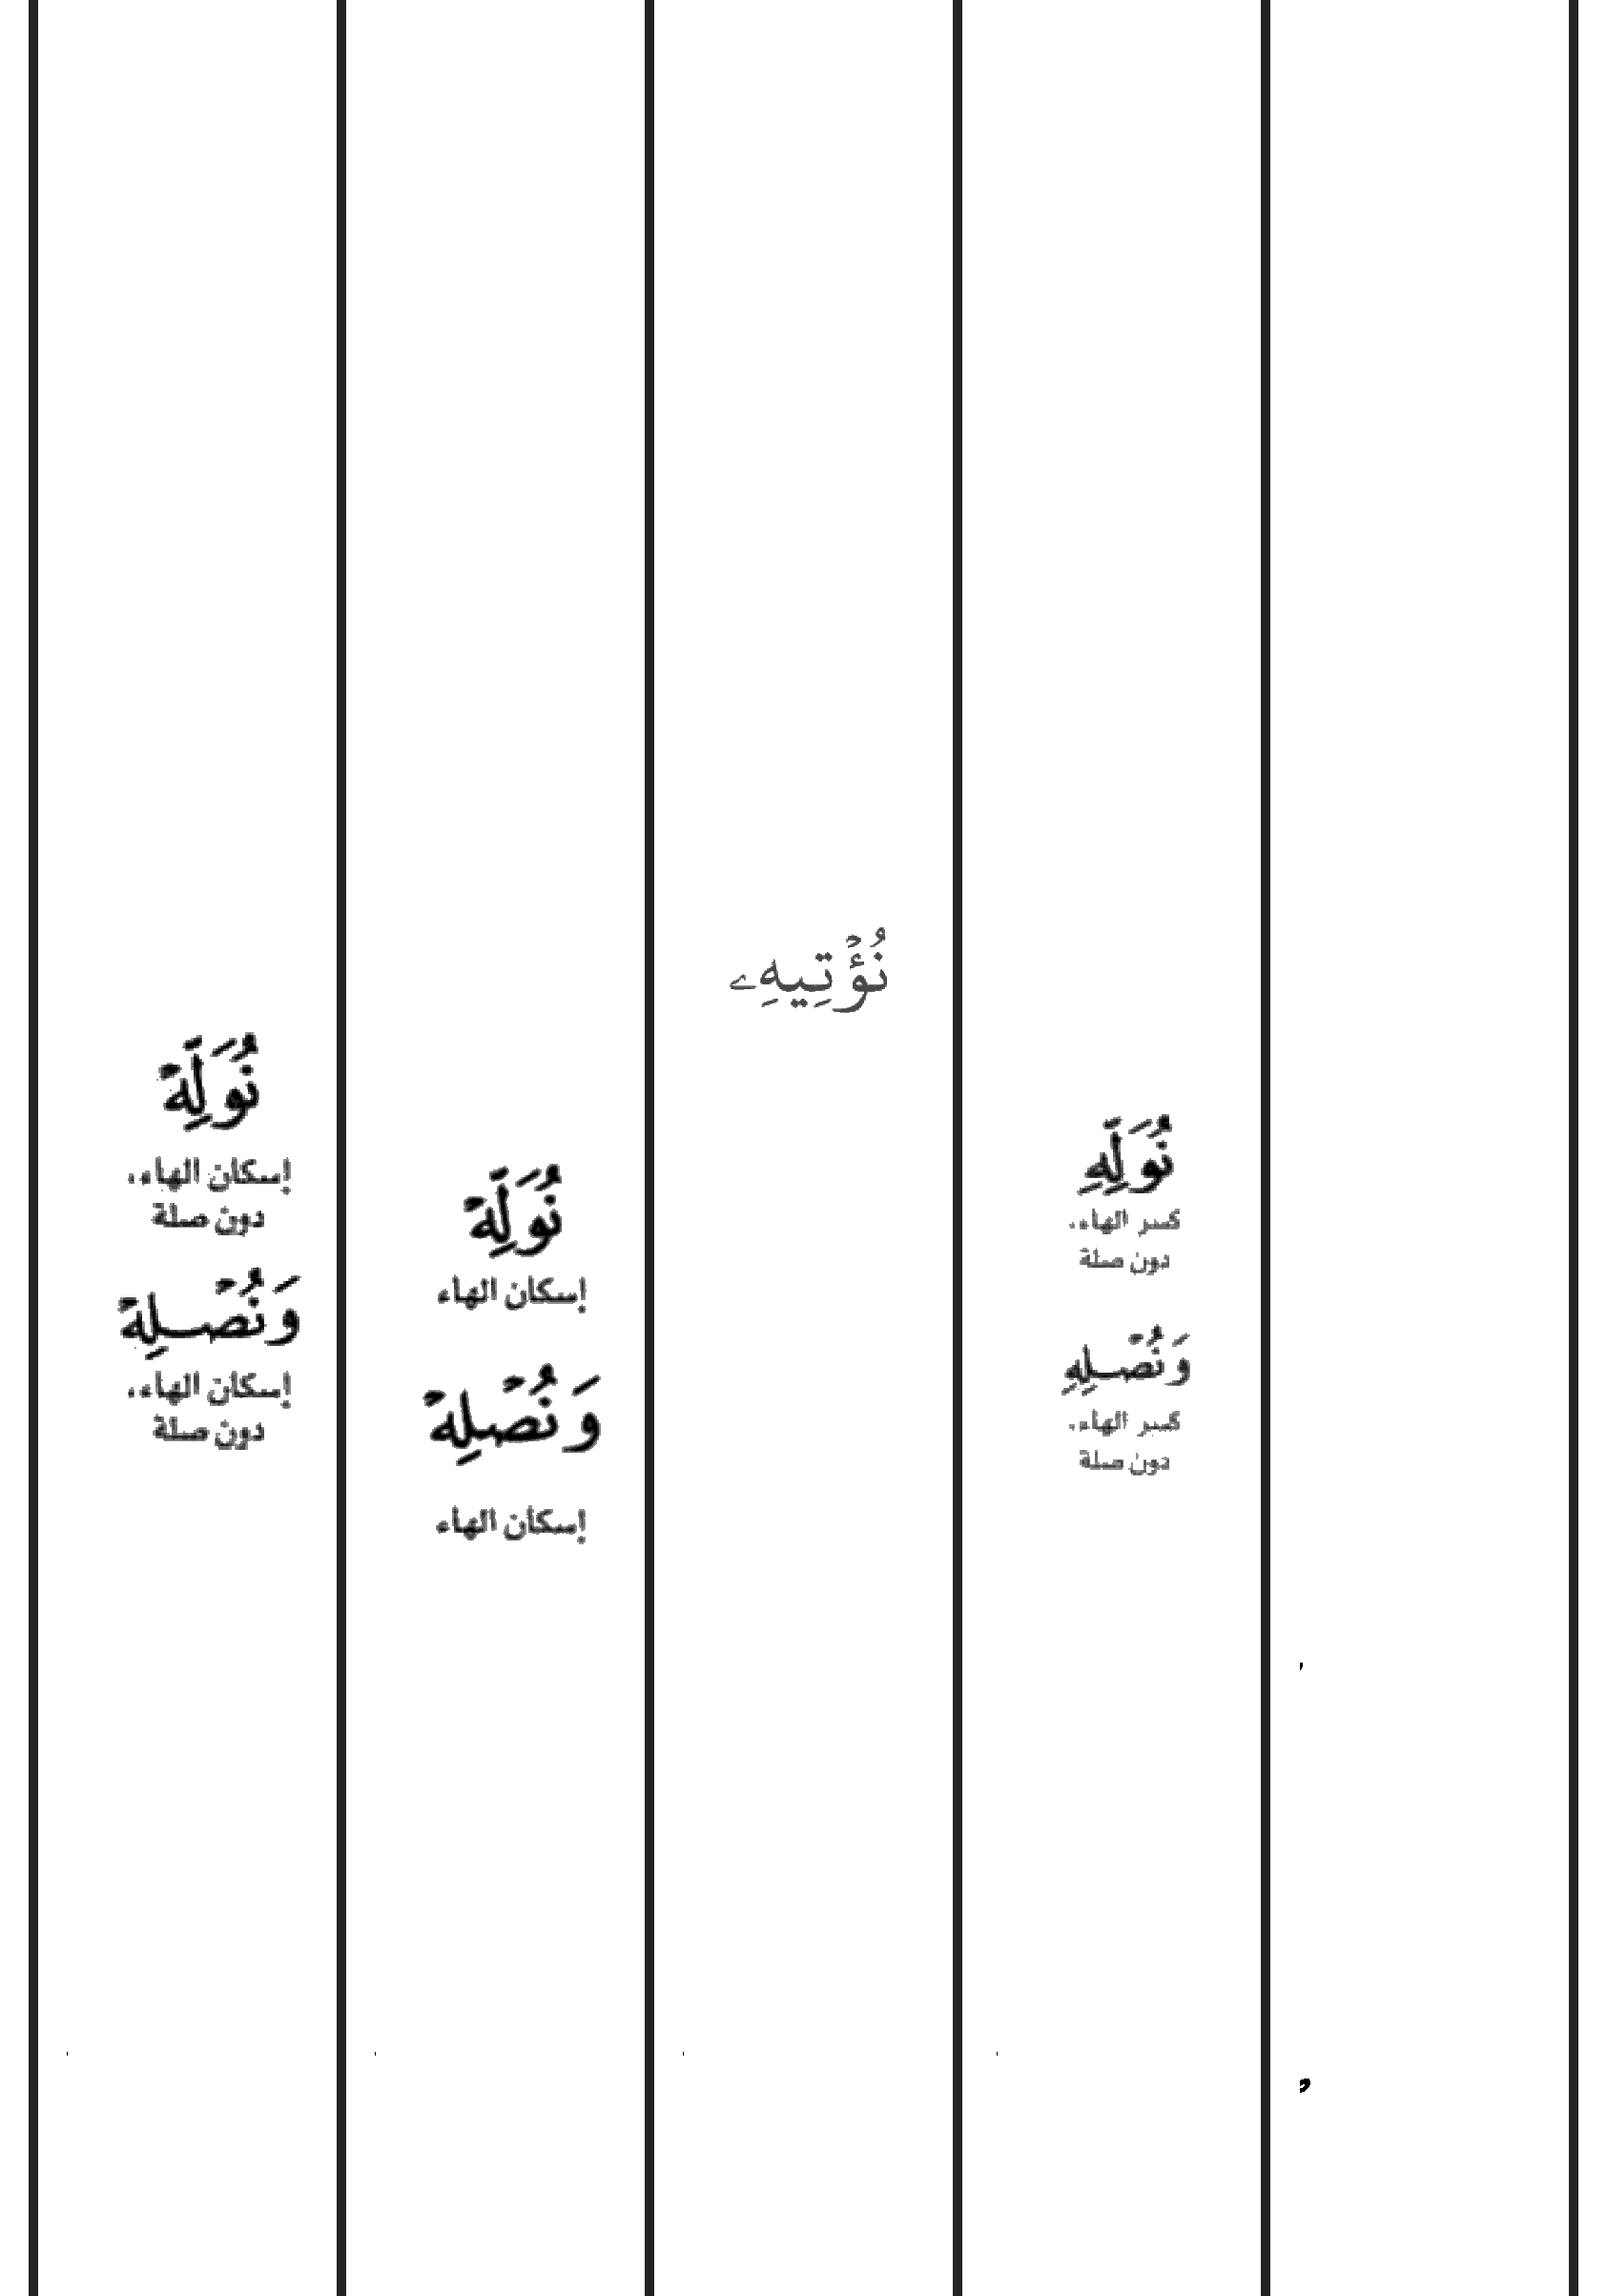 نُوَلِّهِ
كسر الهاء،
دون صلة
وَنُصْلِهِ
كسر الهاء،
دون صلة
نُؤْتِيهِۦ
نُوَلِّهْ
إسكان الهاء
وَنُصْلِهْ
إسكان الهاء
نُوَلِّهْ
إسكان الهاء،
دون صلة
وَنُصْلِهْ
إسكان الهاء،
دون صلة